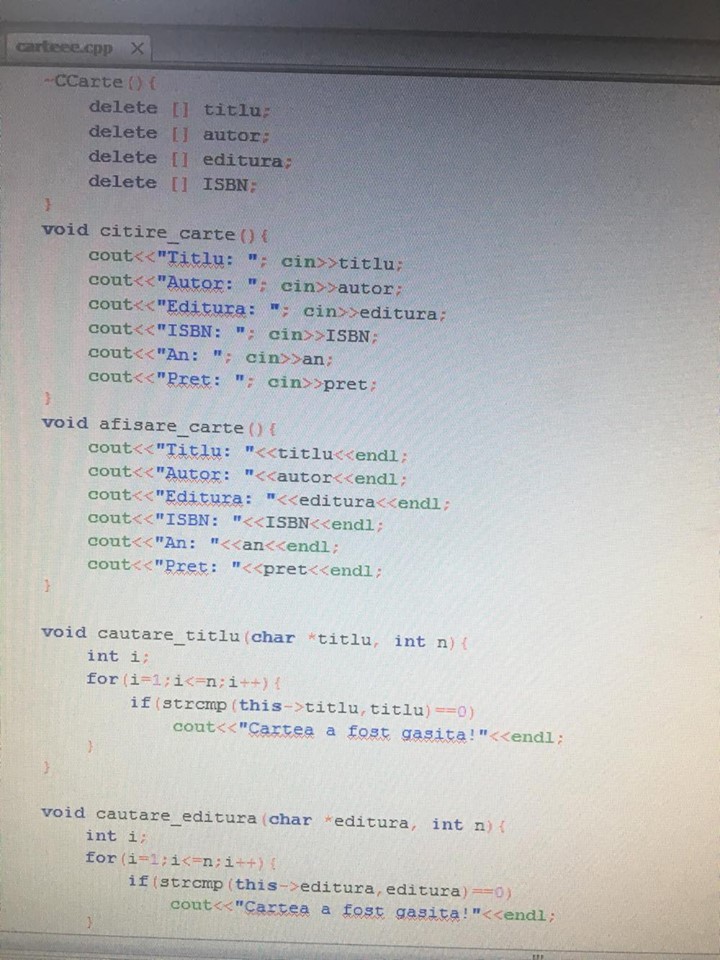 carteee.cpp X
~CCarte(){
delete [] titlu;
delete [] autor;
delete [] editura;
delete [] ISBN;
}
void citire_carte(){
cout<<"Titlu: "; cin>>titlu;
cout<<"Autor: "; cin>>autor;
cout<<"Editura: "; cin>>editura;
cout<<"ISBN: "; cin>>ISBN;
cout<<"An: "; cin>>an;
cout<<"Pret: "; cin>>pret;
}
void afisare_carte(){
cout<<"Titlu: "<<titlu<<endl;
cout<<"Autor: "<<autor<<endl;
cout<<"Editura: "<<editura<<endl;
cout<<"ISBN: "<<ISBN<<endl;
cout<<"An: "<<an<<endl;
cout<<"Pret: "<<pret<<endl;
}
void cautare_titlu(char *titlu, int n){
int i;
for(i=1;i<=n;i++){
if(strcmp(this->titlu,titlu)==0)
cout<<"Cartea a fost gasita!"<<endl;
}
}
void cautare_editura(char *editura, int n){
int i;
for(i=1;i<=n;i++){
if(strcmp(this->editura,editura)==0)
cout<<"Cartea a fost gasita!"<<endl;
}